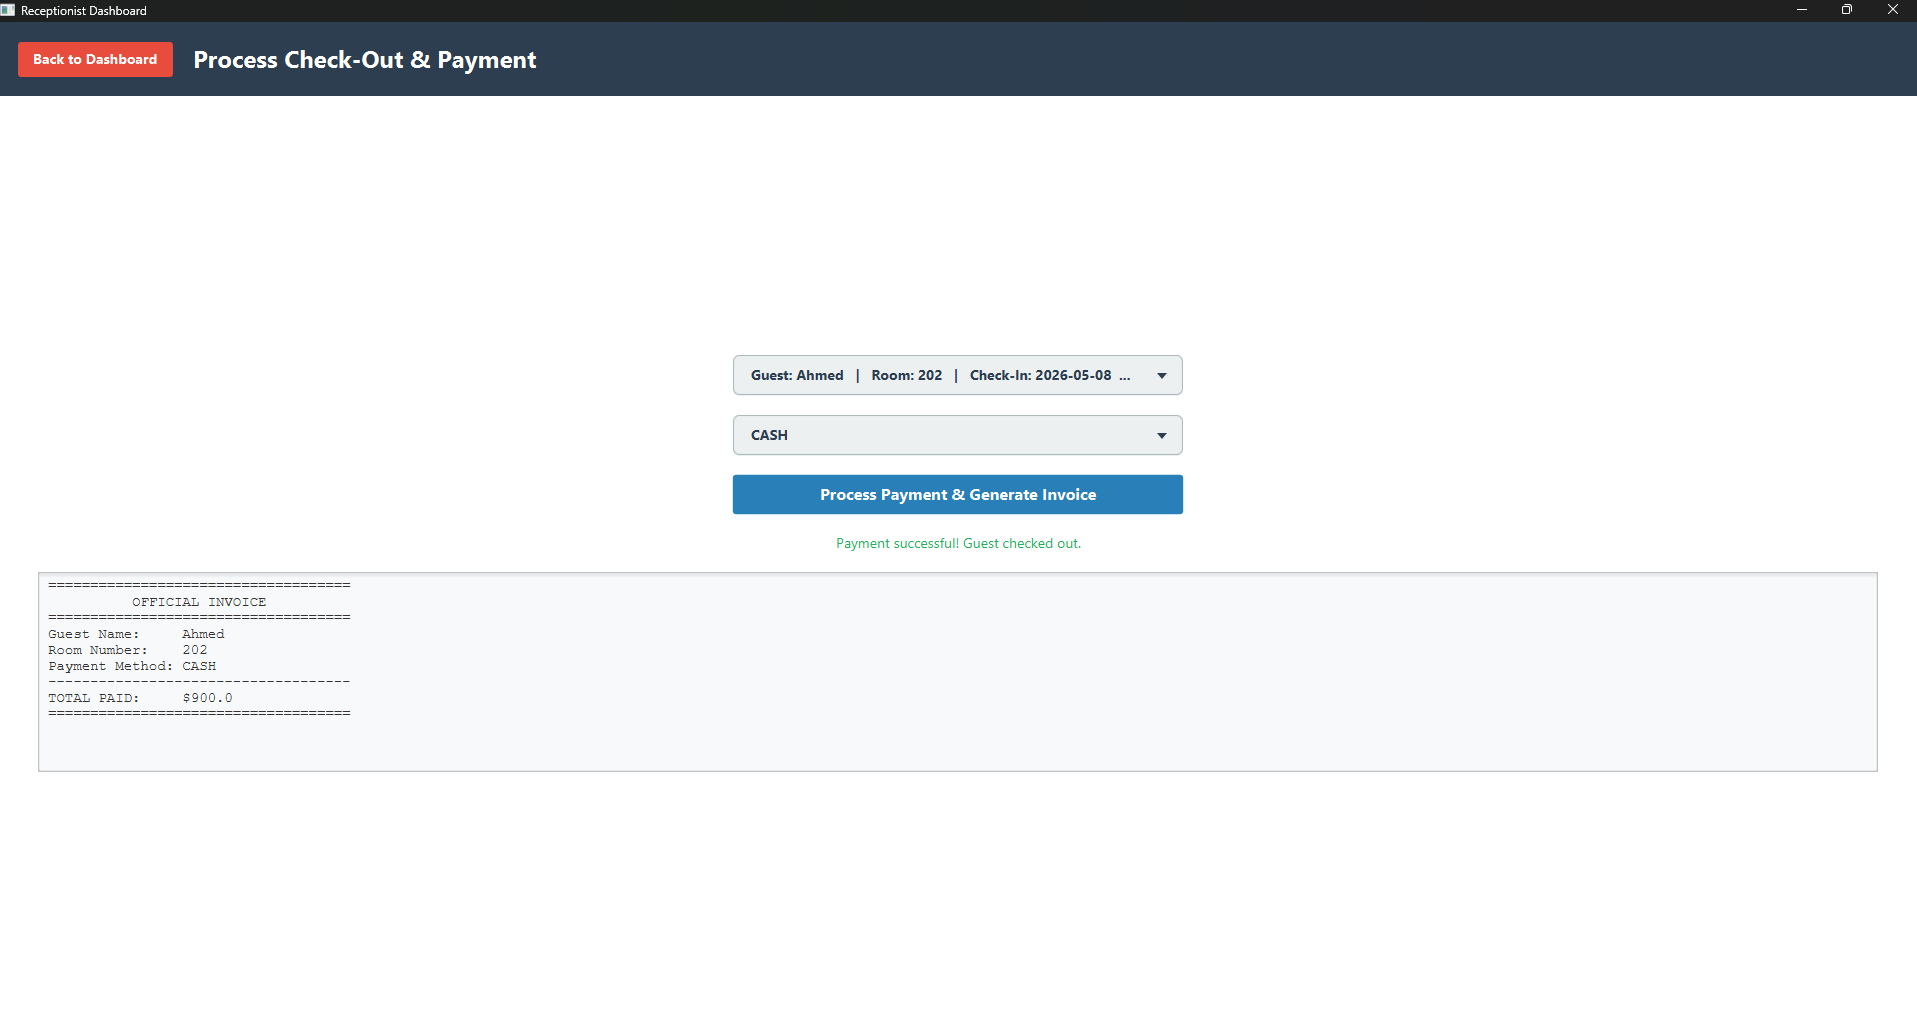 Receptionist Dashboard
Back to Dashboard
Process Check-Out & Payment
Guest: Ahmed | Room: 202 | Check-In: 2026-05-08 ...
CASH
Process Payment & Generate Invoice
Payment successful! Guest checked out.
====================================
OFFICIAL INVOICE
====================================
Guest Name: Ahmed
Room Number: 202
Payment Method: CASH
------------------------------------
TOTAL PAID: $900.0
====================================